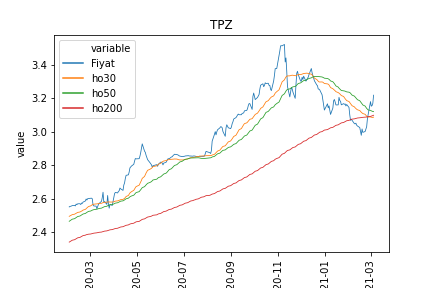 TPZ
variable
Fiyat
ho30
ho50
ho200
value
3.4
3.2
3.0
2.8
2.6
2.4
20-03
20-05
20-07
20-09
20-11
21-01
21-03